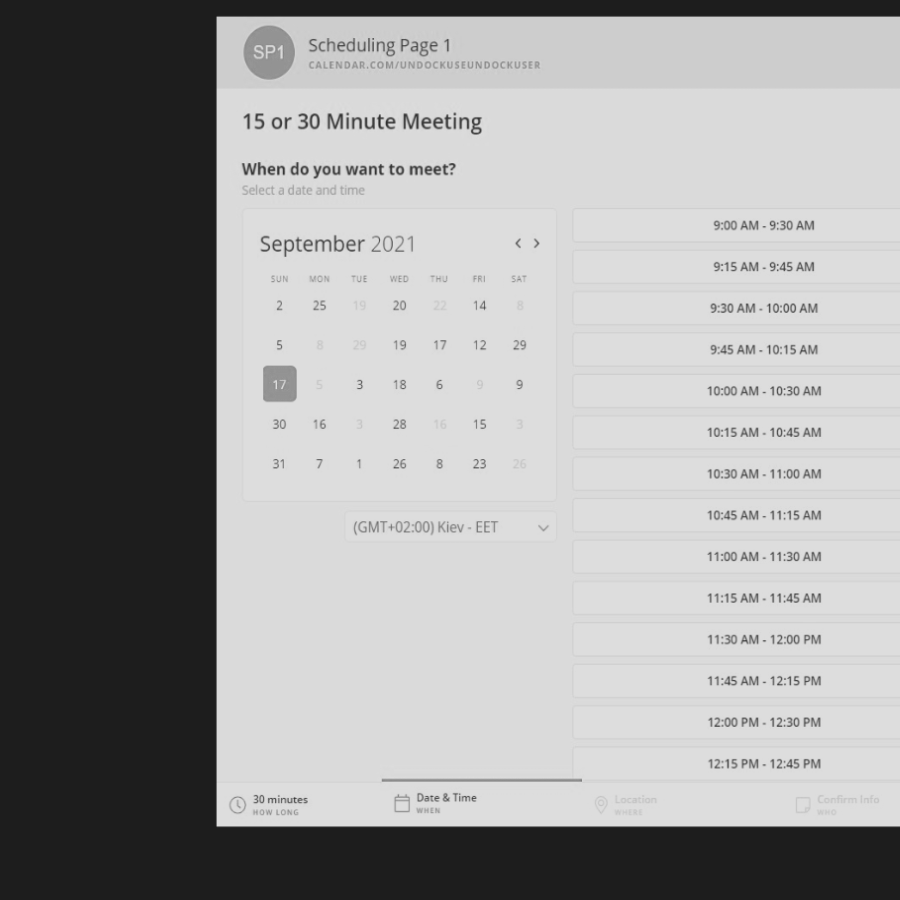 SP1
Scheduling Page 1
CALENDAR.COM/UNDOCKUSEUNDOCKUSER
15 or 30 Minute Meeting
When do you want to meet?
Select a date and time
September 2021
SUN MON TUE WED THU FRI SAT
2 25 19 20 22 14 8
5 8 29 19 17 12 29
17 5 3 18 6 9 9
30 16 3 28 16 15 3
31 7 1 26 8 23 26
(GMT+02:00) Kiev - EET
9:00 AM - 9:30 AM
9:15 AM - 9:45 AM
9:30 AM - 10:00 AM
9:45 AM - 10:15 AM
10:00 AM - 10:30 AM
10:15 AM - 10:45 AM
10:30 AM - 11:00 AM
10:45 AM - 11:15 AM
11:00 AM - 11:30 AM
11:15 AM - 11:45 AM
11:30 AM - 12:00 PM
11:45 AM - 12:15 PM
12:00 PM - 12:30 PM
12:15 PM - 12:45 PM
30 minutes
HOW LONG
Date & Time
WHEN
Location
WHERE
Confirm Info
WHO